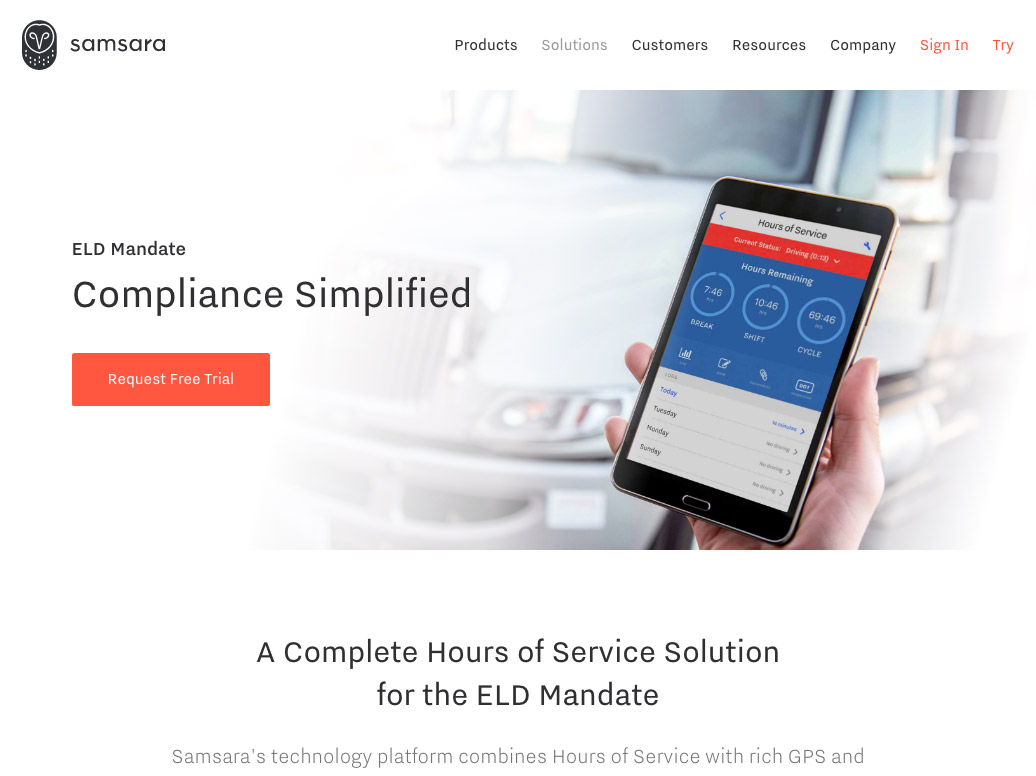 samsara
Products
Solutions
Customers
Resources
Company
Sign In
Try
ELD Mandate
Compliance Simplified
Request Free Trial
Hours of Service
Current Status: Driving (0:13)
Hours Remaining
7:46
10:46
69:46
BREAK
SHIFT
CYCLE
DOT
LOGS
Today
14 minutes
Tuesday
No driving
Monday
No driving
Sunday
No driving
A Complete Hours of Service Solution
for the ELD Mandate
Samsara's technology platform combines Hours of Service with rich GPS and